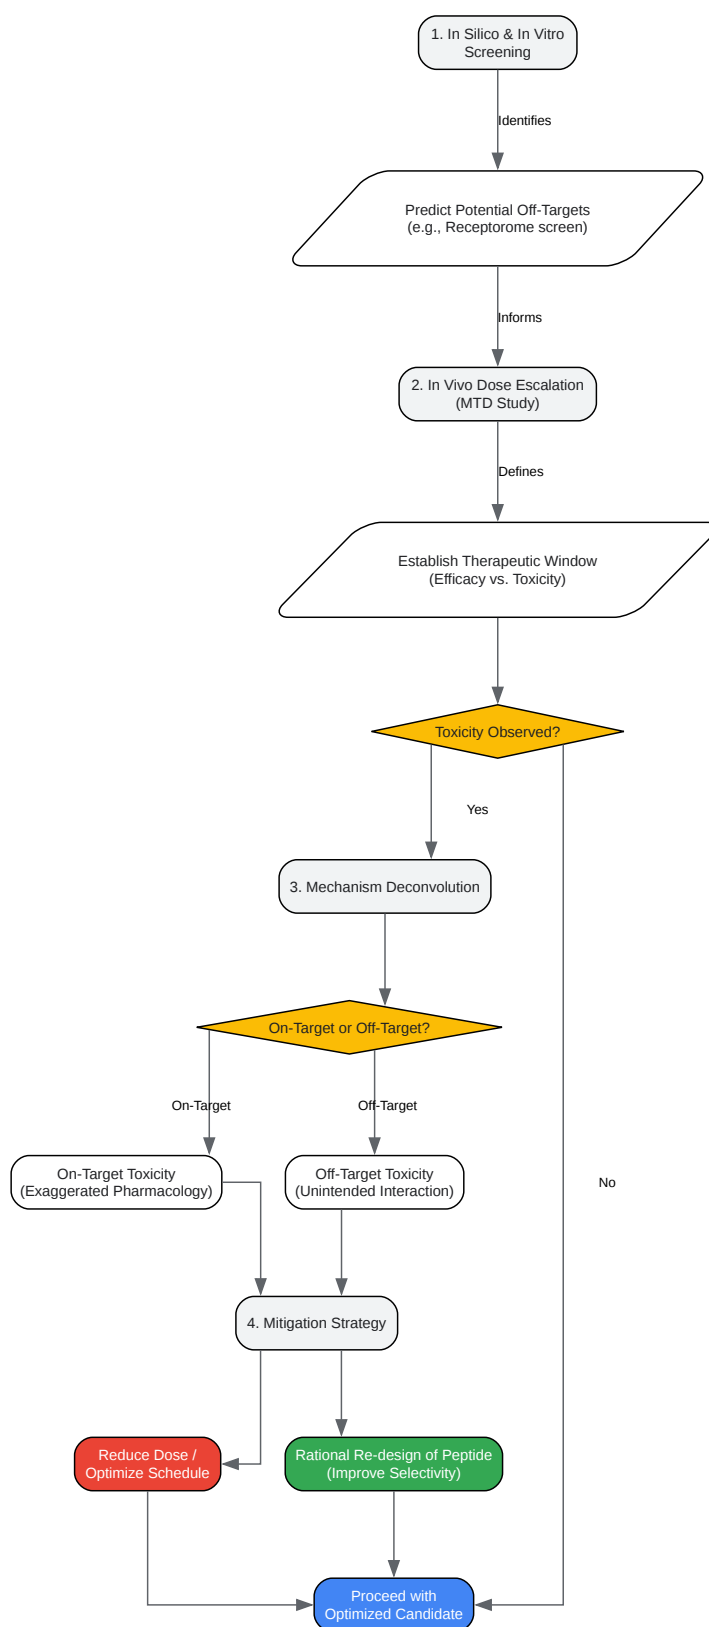 1. In Silico & In Vitro
Screening
Identifies
Predict Potential Off-Targets
(e.g., Receptorome screen)
Informs
2. In Vivo Dose Escalation
(MTD Study)
Defines
Establish Therapeutic Window
(Efficacy vs. Toxicity)
Toxicity Observed?
Yes
3. Mechanism Deconvolution
On-Target or Off-Target?
On-Target
Off-Target
On-Target Toxicity
(Exaggerated Pharmacology)
Off-Target Toxicity
(Unintended Interaction)
No
4. Mitigation Strategy
Reduce Dose /
Optimize Schedule
Rational Re-design of Peptide
(Improve Selectivity)
Proceed with
Optimized Candidate